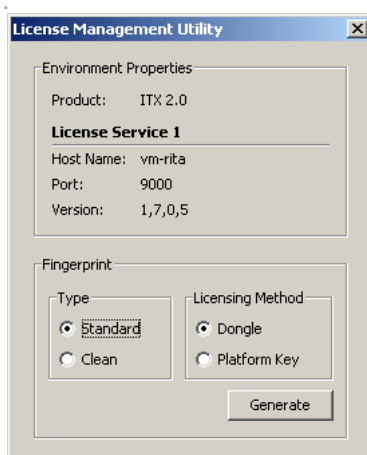 License Management Utility
Environment Properties
Product: ITX 2.0
License Service 1
Host Name: vm-rita
Port: 9000
Version: 1,7,0,5
Fingerprint
Type
Licensing Method
Standard
Dongle
Clean
Platform Key
Generate